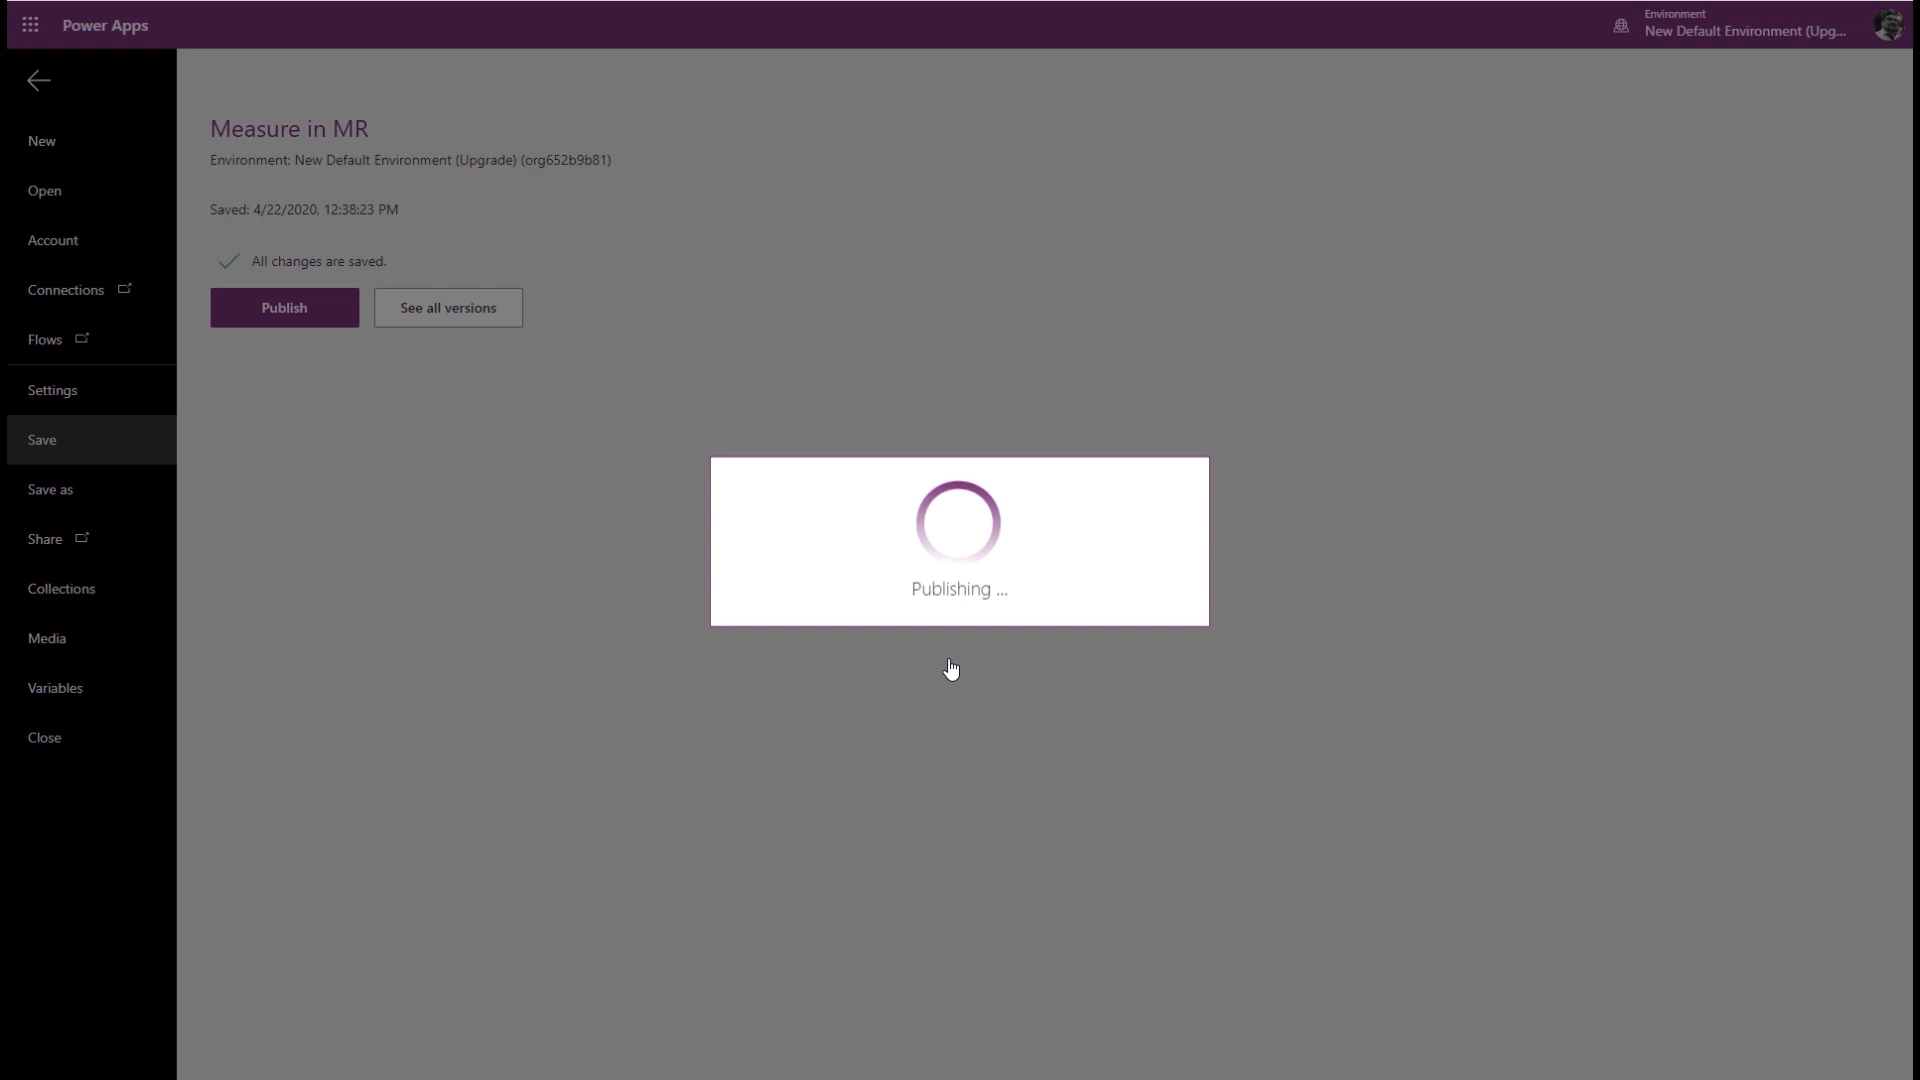 Power Apps
Environment
New Default Environment (Upg...
New
Open
Account
Connections
Flows
Settings
Save
Save as
Share
Collections
Media
Variables
Close
Measure in MR
Environment: New Default Environment (Upgrade) (org652b9b81)
Saved: 4/22/2020, 12:38:23 PM
All changes are saved.
Publish
See all versions
Publishing ...